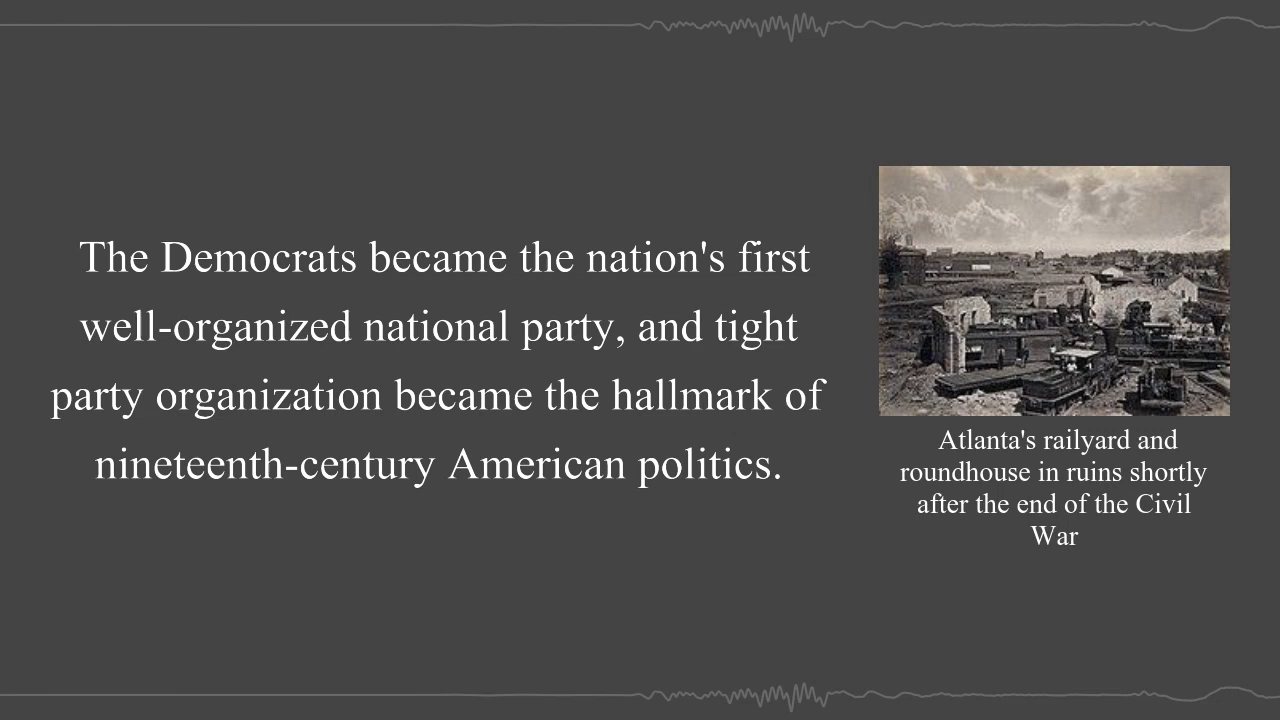 The Democrats became the nation's first
well-organized national party, and tight
party organization became the hallmark of
nineteenth-century American politics.
Atlanta's railyard and
roundhouse in ruins shortly
after the end of the Civil
War